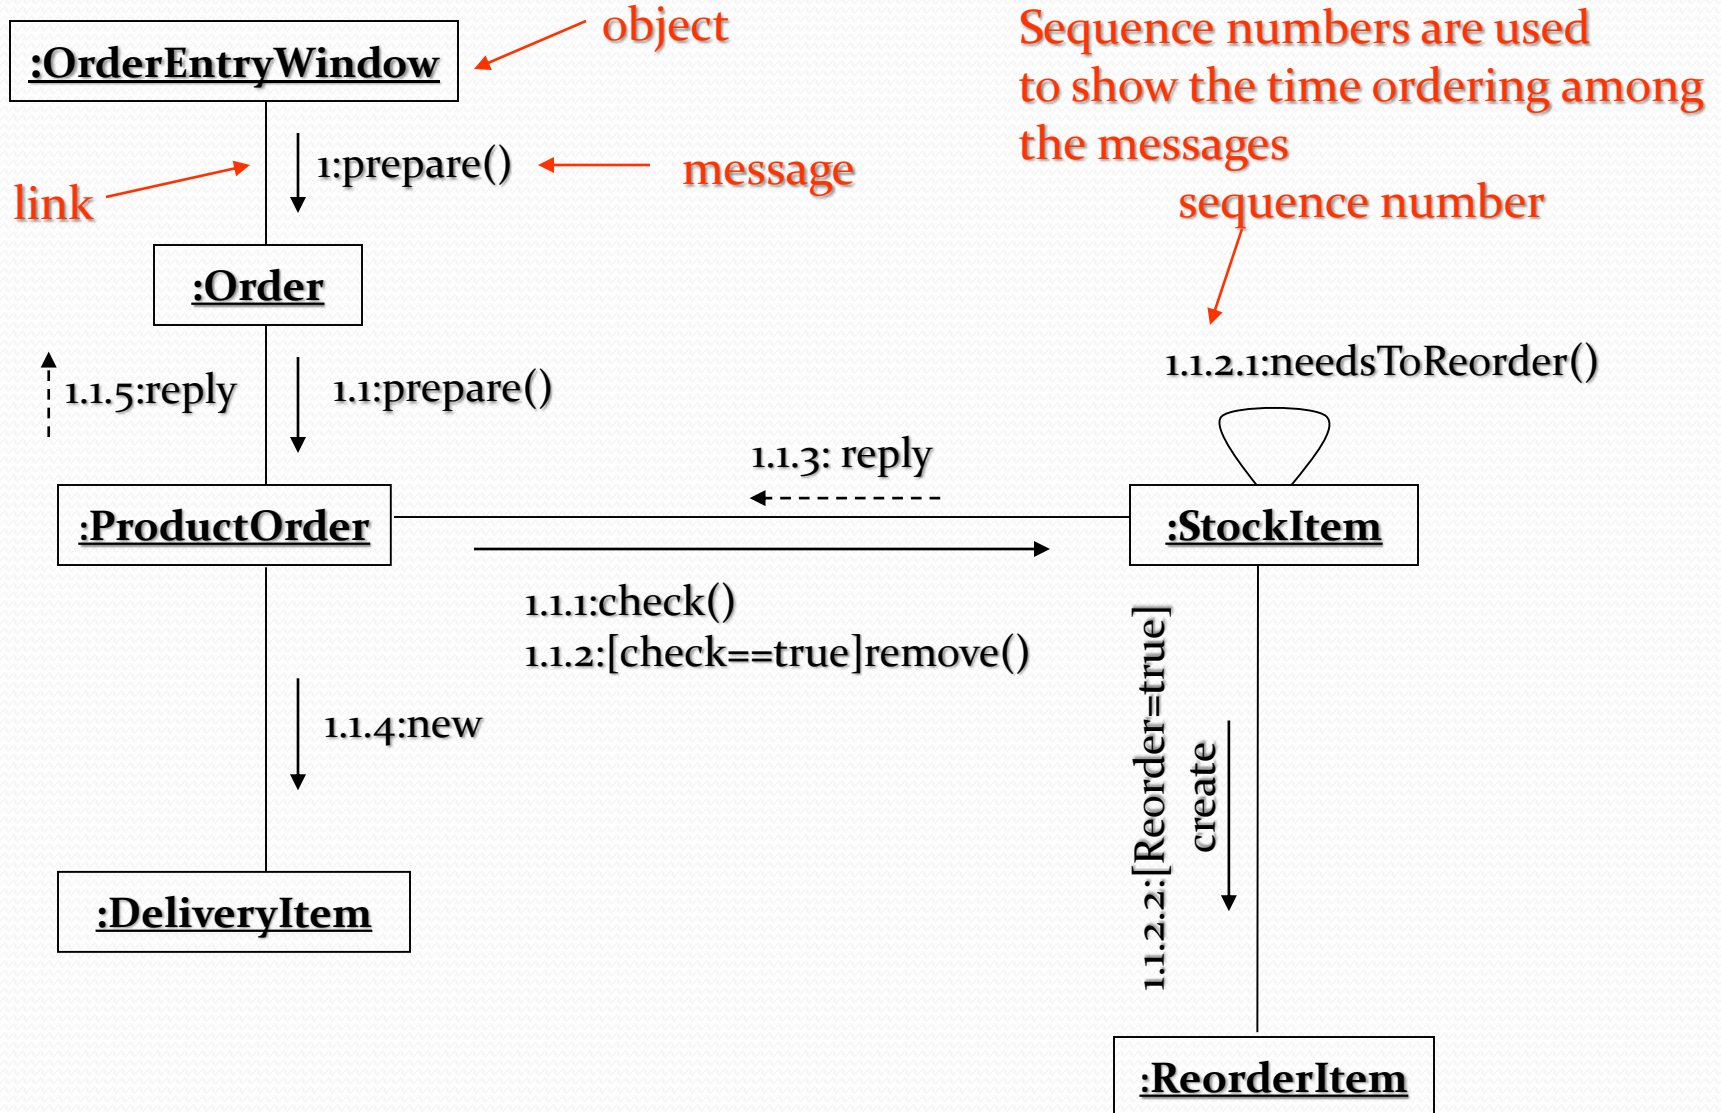 :OrderEntryWindow
object
Sequence numbers are used
to show the time ordering among
the messages
1:prepare()
message
link
sequence number
:Order
1.1.2.1:needsToReorder()
1.1.5:reply
1.1:prepare()
1.1.3: reply
:ProductOrder
:StockItem
1.1.1:check()
1.1.2:[check==true]remove()
1.1.4:new
1.1.2.2:[Reorder=true]
create
:DeliveryItem
:ReorderItem